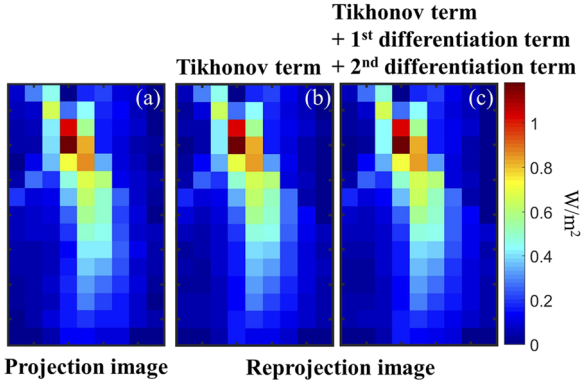 Tikhonov term
+ 1st differentiation term
Tikhonov term + 2nd differentiation term
(a) (b) (c)
1
0.8
0.6
0.4
0.2
0
W/m2
Projection image Reprojection image